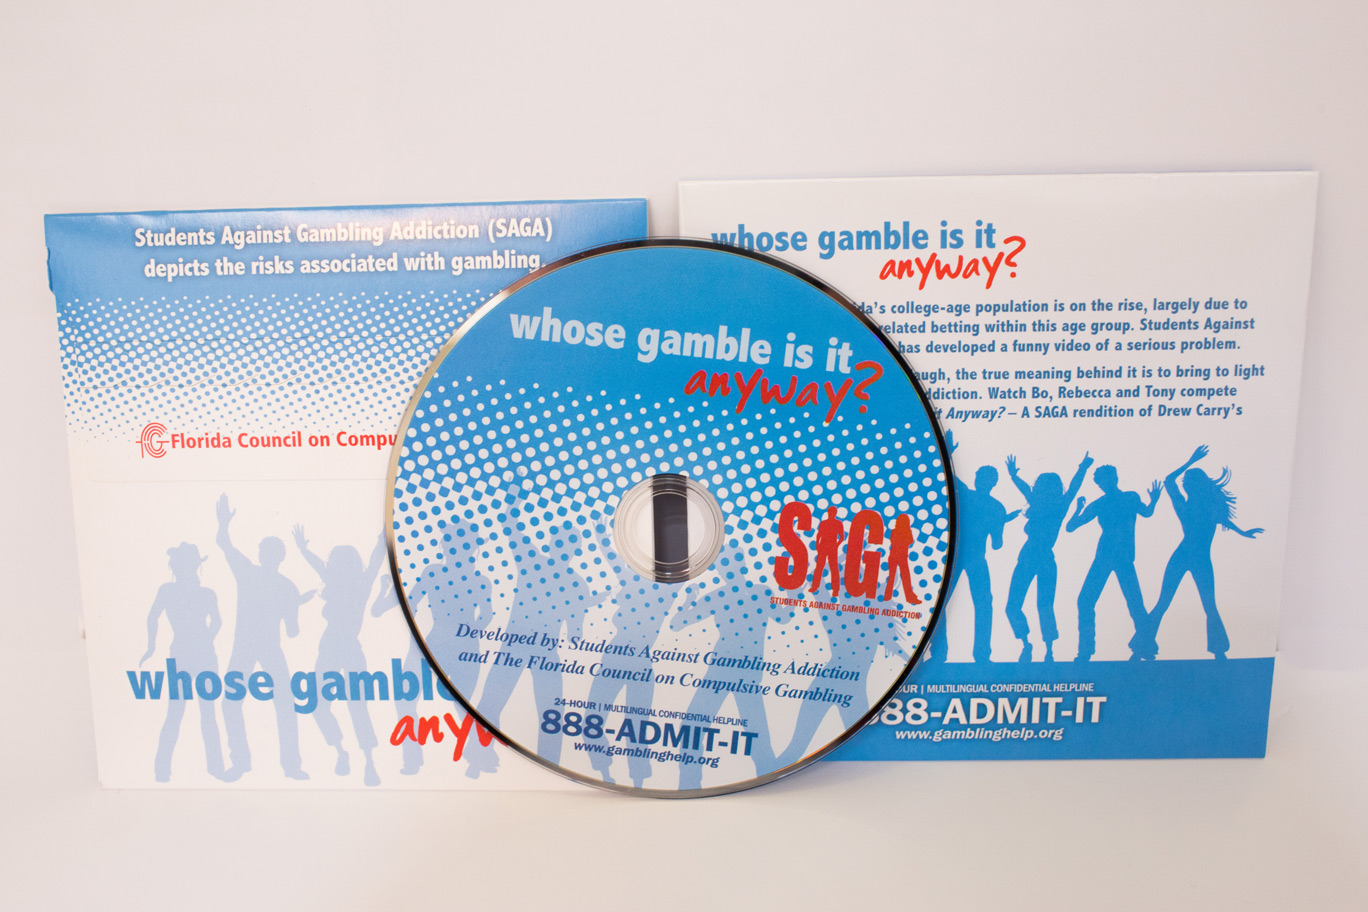 Students Against Gambling Addiction (SAGA)
depicts the risks associated with gambling.
Florida Council on Compu
whose gamble
anyw
whose gamble is it
anyway?
SAGA
STUDENTS AGAINST GAMBLING ADDICTION
Developed by: Students Against Gambling Addiction
and The Florida Council on Compulsive Gambling
24-HOUR | MULTILINGUAL CONFIDENTIAL HELPLINE
888-ADMIT-IT
www.gamblinghelp.org
whose gamble is it
anyway?
da's college-age population is on the rise, largely due to
related betting within this age group. Students Against
has developed a funny video of a serious problem.
augh, the true meaning behind it is to bring to light
ddiction. Watch Bo, Rebecca and Tony compete
it Anyway? – A SAGA rendition of Drew Carry's
OUR | MULTILINGUAL CONFIDENTIAL HELPLINE
888-ADMIT-IT
www.gamblinghelp.org